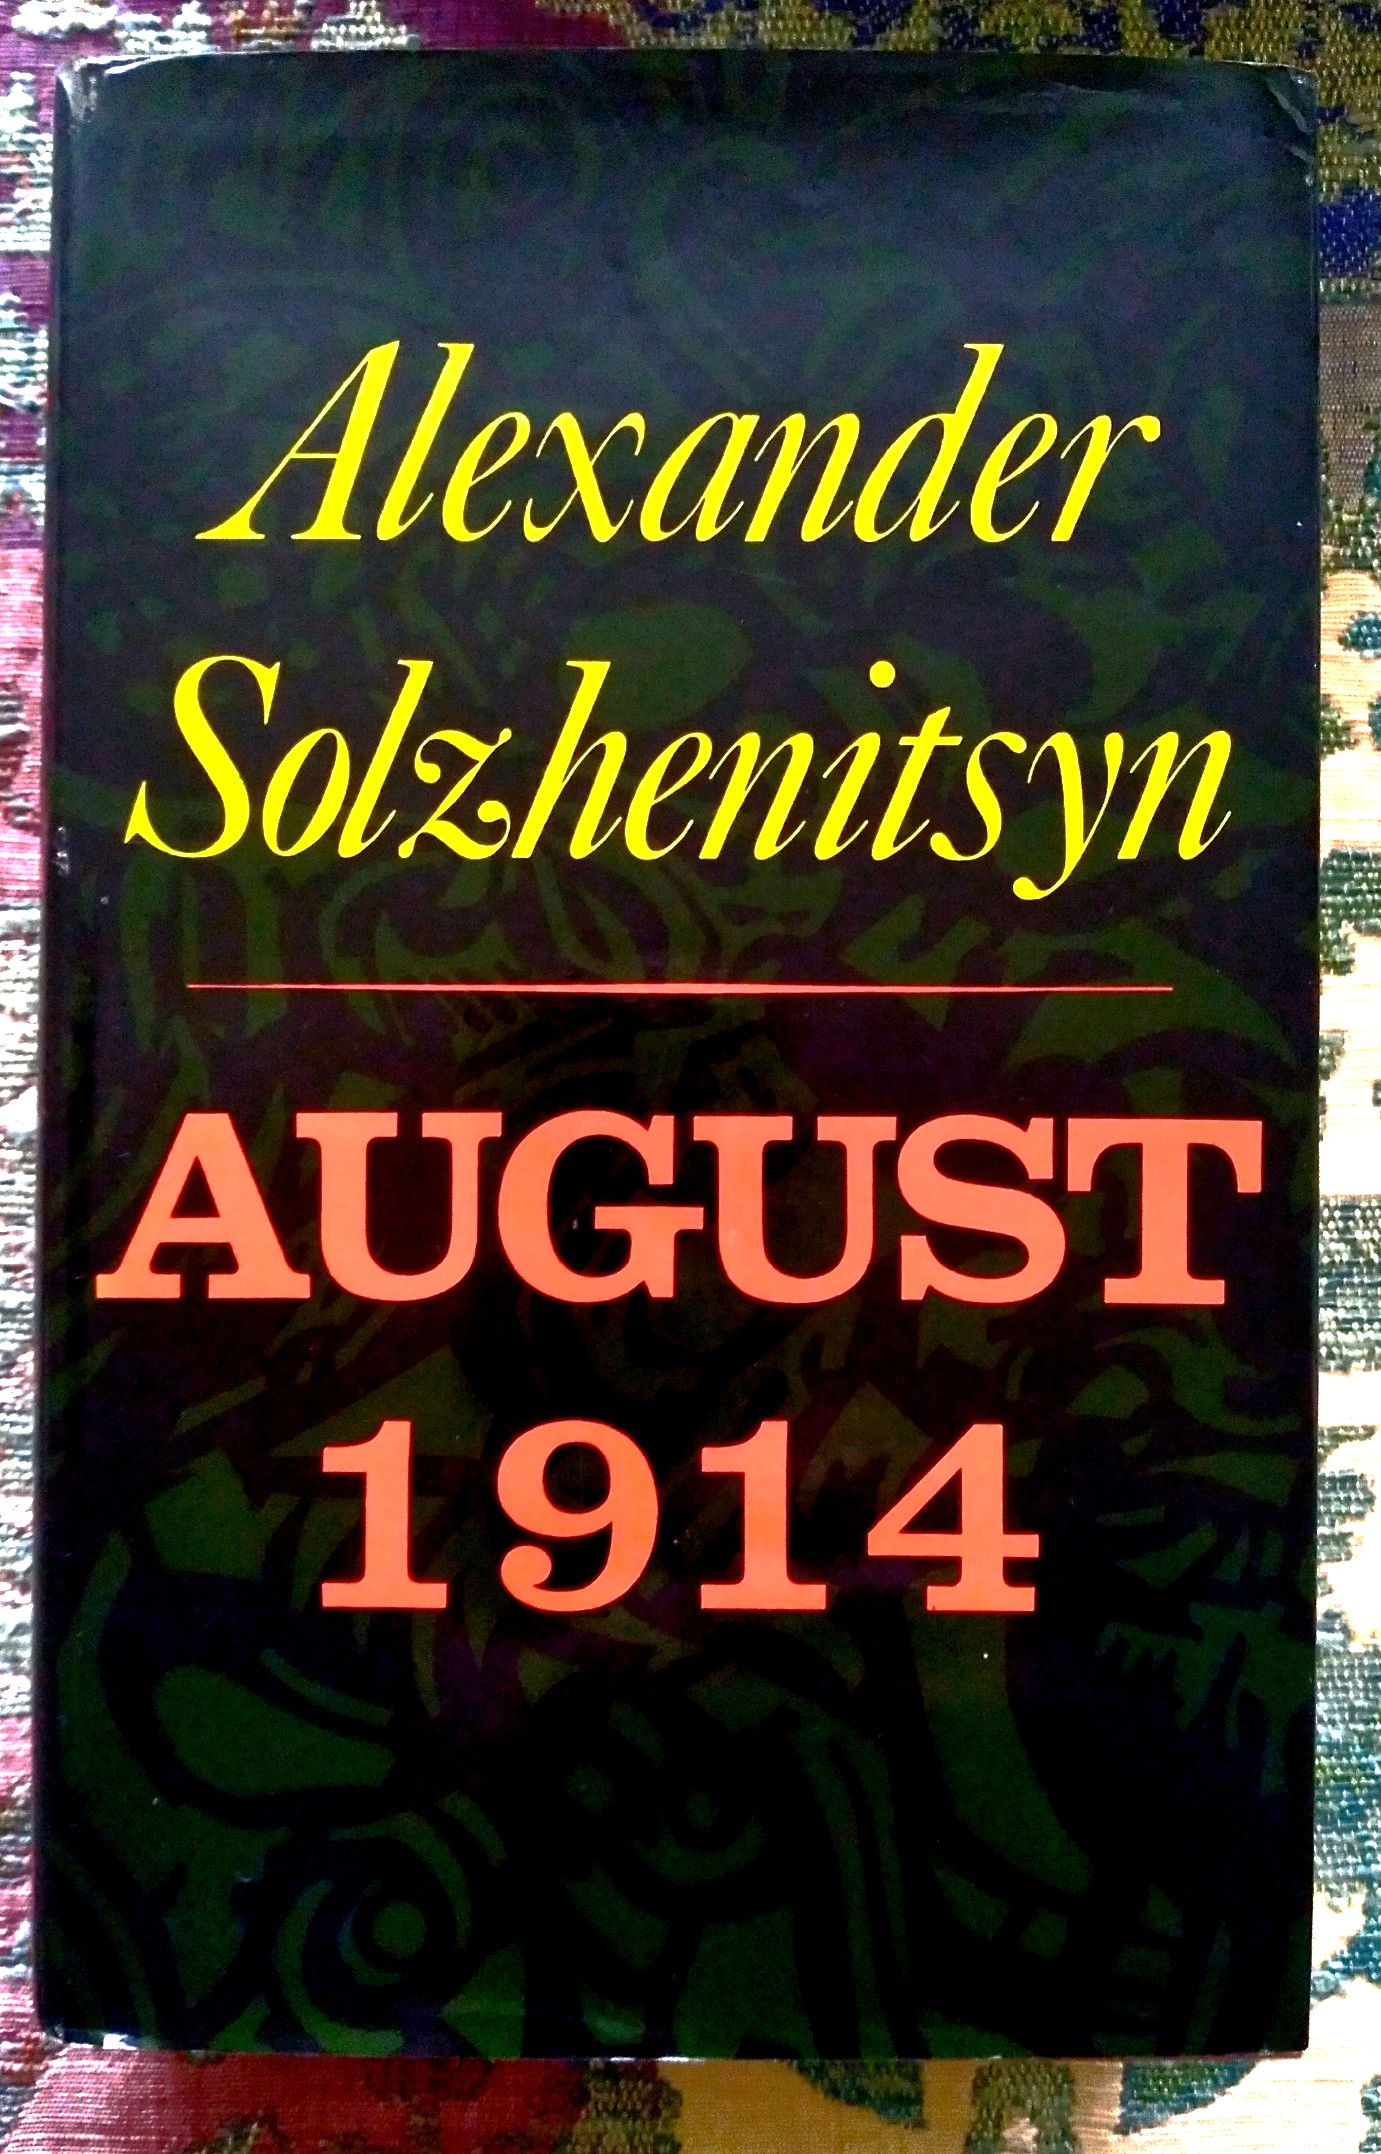 Alexander
Solzhenitsyn
AUGUST
1914